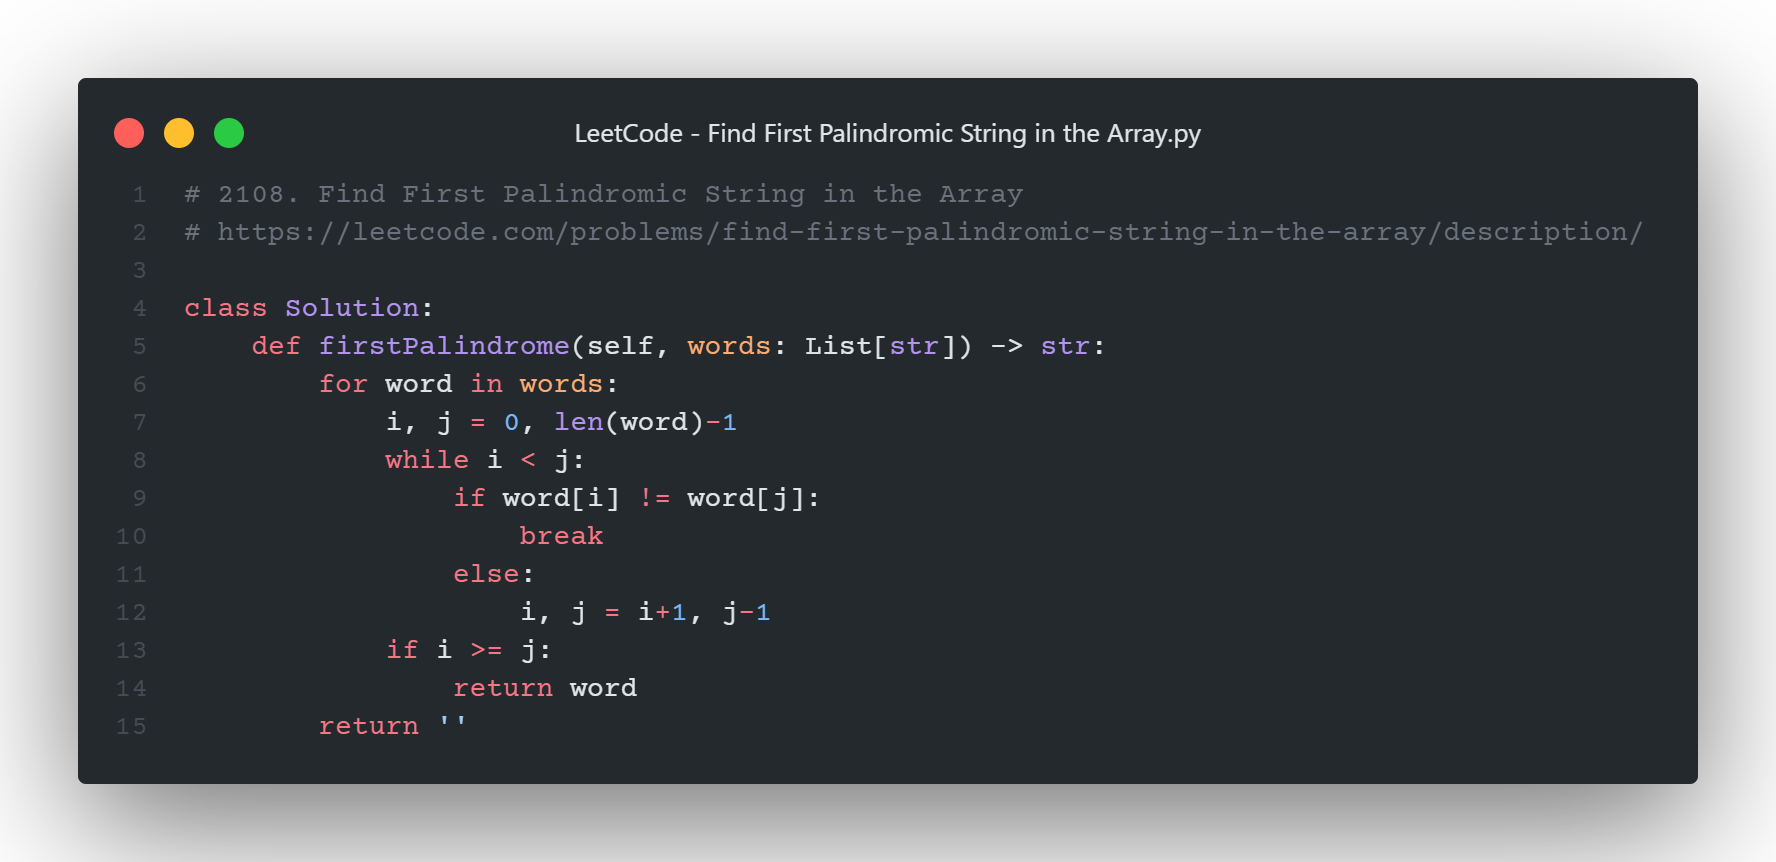 LeetCode - Find First Palindromic String in the Array.py
1 # 2108. Find First Palindromic String in the Array
2 # https://leetcode.com/problems/find-first-palindromic-string-in-the-array/description/
3
4 class Solution:
5     def firstPalindrome(self, words: List[str]) -> str:
6         for word in words:
7             i, j = 0, len(word)-1
8             while i < j:
9                 if word[i] != word[j]:
10                     break
11                 else:
12                     i, j = i+1, j-1
13             if i >= j:
14                 return word
15         return ''